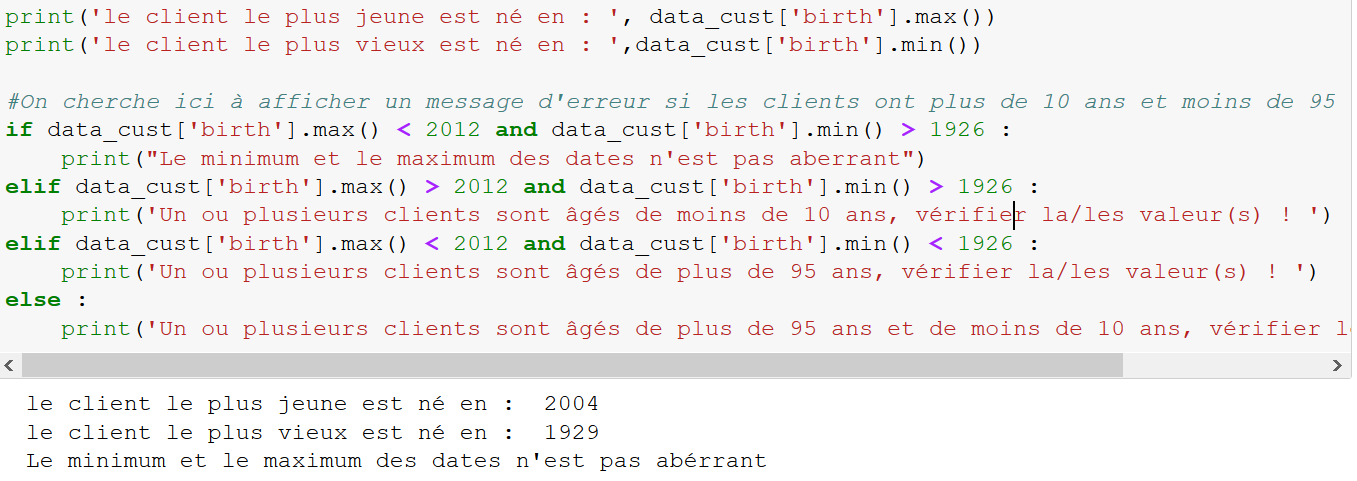 print('le client le plus jeune est né en : ', data_cust['birth'].max())
print('le client le plus vieux est né en : ',data_cust['birth'].min())
#On cherche ici à afficher un message d'erreur si les clients ont plus de 10 ans et moins de 95
if data_cust['birth'].max() < 2012 and data_cust['birth'].min() > 1926 :
print("Le minimum et le maximum des dates n'est pas aberrant")
elif data_cust['birth'].max() > 2012 and data_cust['birth'].min() > 1926 :
print('Un ou plusieurs clients sont âgés de moins de 10 ans, vérifier la/les valeur(s) ! ')
elif data_cust['birth'].max() < 2012 and data_cust['birth'].min() < 1926 :
print('Un ou plusieurs clients sont âgés de plus de 95 ans, vérifier la/les valeur(s) ! ')
else :
print('Un ou plusieurs clients sont âgés de plus de 95 ans et de moins de 10 ans, vérifier
le client le plus jeune est né en :  2004
le client le plus vieux est né en :  1929
Le minimum et le maximum des dates n'est pas abérrant